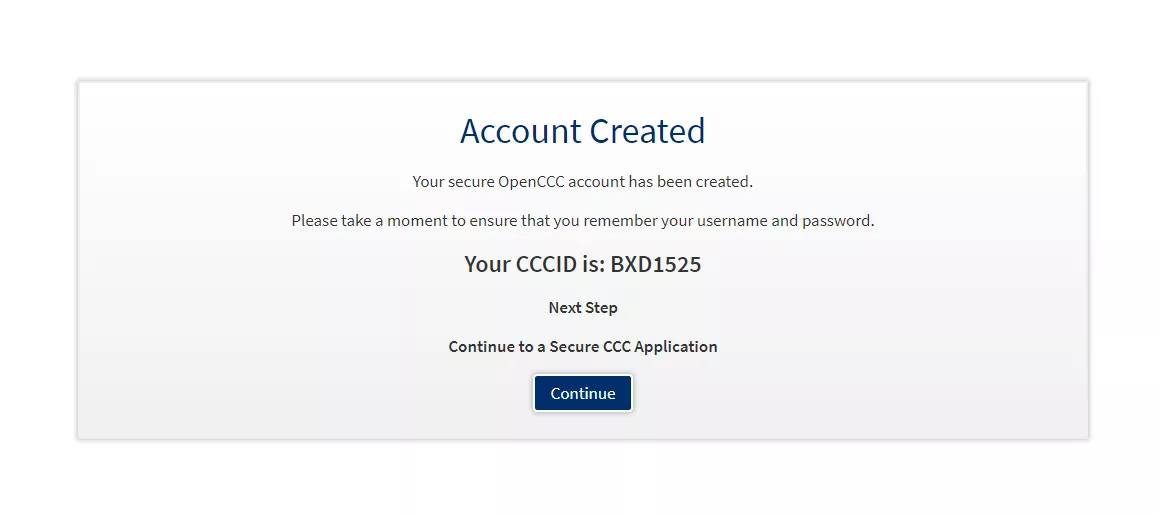 Account Created
Your secure OpenCCC account has been created.
Please take a moment to ensure that you remember your username and password.
Your CCCID is: BXD1525
Next Step
Continue to a Secure CCC Application
Continue